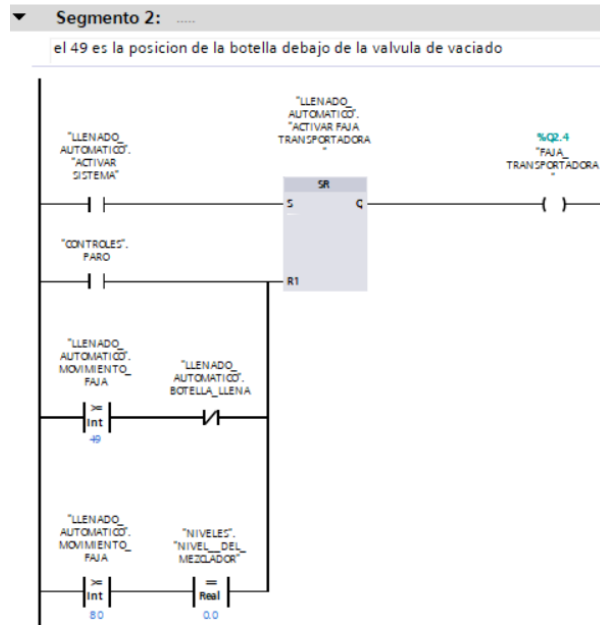 Segmento 2: .....
el 49 es la posicion de la botella debajo de la valvula de vaciado
"LLENADO_
AUTOMATICO".
"ACTIVAR FAJA
TRANSPORTADORA
"
"LLENADO_
AUTOMATICO".
"ACTIVAR
SISTEMA"
%Q2.4
"FAJA_
TRANSPORTADORA
"
SR
S Q
"CONTROLES".
PARO
R1
"LLENADO_
AUTOMATICO".
MOVIMIENTO_
FAJA
"LLENADO_
AUTOMATICO".
BOTELLA_LLENA
>=
Int
49
"LLENADO_
AUTOMATICO".
MOVIMIENTO_
FAJA
"NIVELES".
"NIVEL__DEL_
MEZCLADOR"
>=
Int
80
=
Real
0.0